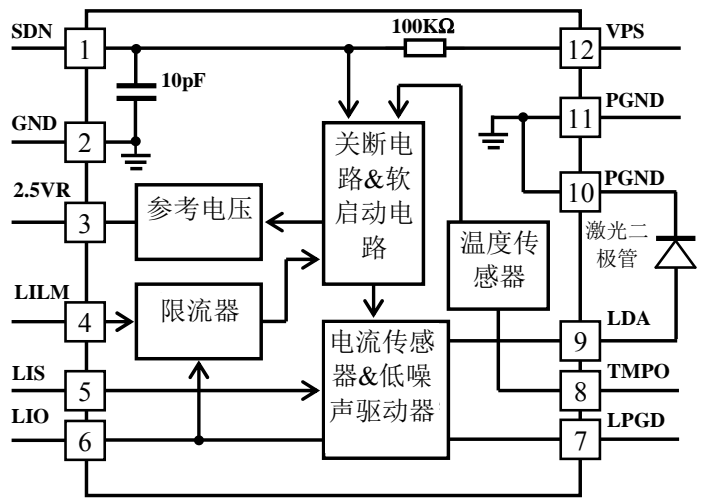 SDN
1
100KΩ
12
VPS
10pF
GND
2
PGND
11
2.5VR
3
参考电压
关断电
路&软
启动电
路
10
PGND
激光二
极管
温度传
感器
LILM
4
限流器
LDA
9
电流传感
器&低噪
声驱动器
LIS
5
TMPO
8
LIO
6
LPGD
7